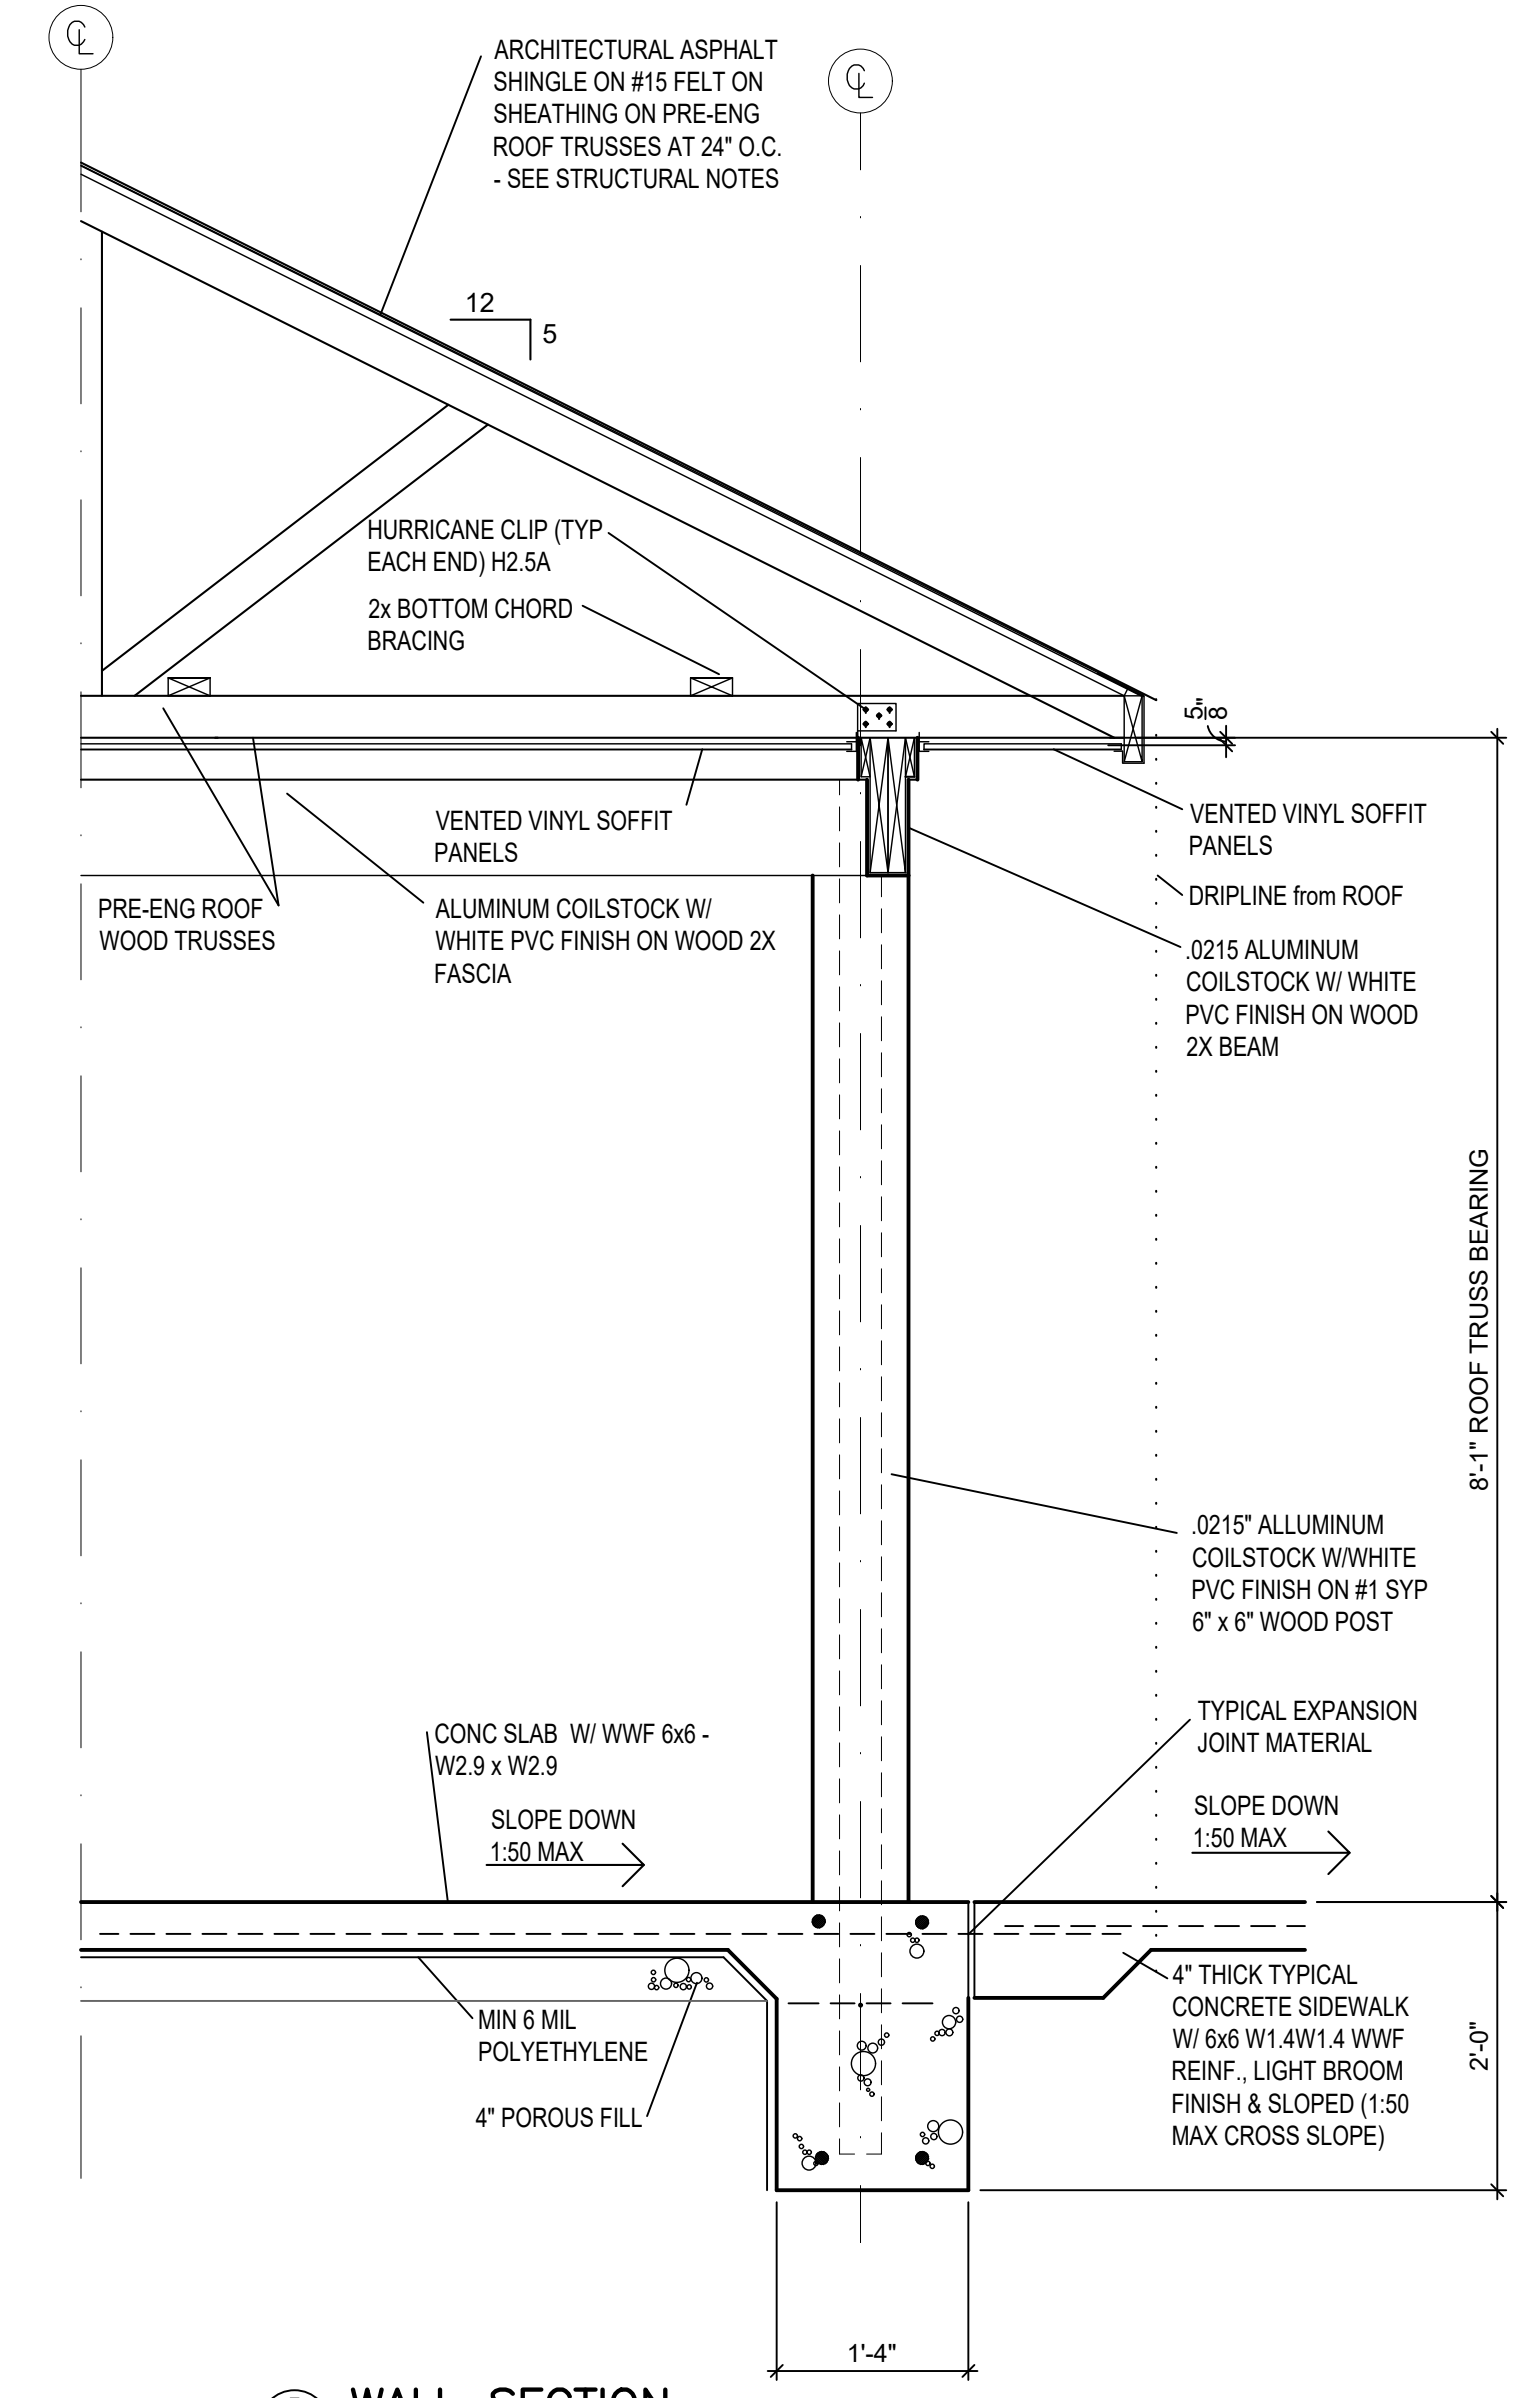 CL
CL
ARCHITECTURAL ASPHALT
SHINGLE ON #15 FELT ON
SHEATHING ON PRE-ENG
ROOF TRUSSES AT 24" O.C.
- SEE STRUCTURAL NOTES
12
5
HURRICANE CLIP (TYP
EACH END) H2.5A
2x BOTTOM CHORD
BRACING
5/8"
VENTED VINYL SOFFIT
PANELS
VENTED VINYL SOFFIT
PANELS
PRE-ENG ROOF
WOOD TRUSSES
ALUMINUM COILSTOCK W/
WHITE PVC FINISH ON WOOD 2X
FASCIA
DRIPLINE from ROOF
.0215 ALUMINUM
COILSTOCK W/ WHITE
PVC FINISH ON WOOD
2X BEAM
8'-1" ROOF TRUSS BEARING
.0215" ALLUMINUM
COILSTOCK W/WHITE
PVC FINISH ON #1 SYP
6" x 6" WOOD POST
TYPICAL EXPANSION
JOINT MATERIAL
CONC SLAB W/ WWF 6x6 -
W2.9 x W2.9
SLOPE DOWN
1:50 MAX
SLOPE DOWN
1:50 MAX
MIN 6 MIL
POLYETHYLENE
4" POROUS FILL
4" THICK TYPICAL
CONCRETE SIDEWALK
W/ 6x6 W1.4W1.4 WWF
REINF., LIGHT BROOM
FINISH & SLOPED (1:50
MAX CROSS SLOPE)
2'-0"
1'-4"
WALL SECTION